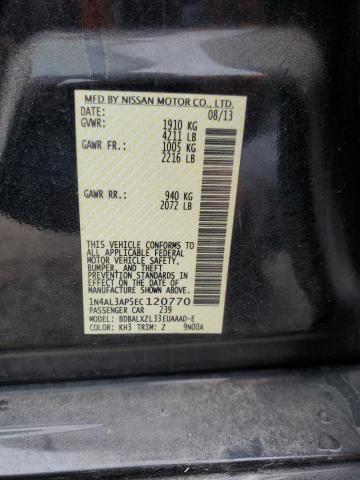 MFD BY NISSAN MOTOR CO., LTD.
DATE: 08/13
GVWR: 1910 KG
4211 LB
GAWR FR.: 1005 KG
2216 LB
GAWR RR.: 940 KG
2072 LB
THIS VEHICLE CONFORMS TO
ALL APPLICABLE FEDERAL
MOTOR VEHICLE SAFETY,
BUMPER, AND THEFT
PREVENTION STANDARDS
IN EFFECT ON THE DATE OF
MANUFACTURE SHOWN ABOVE.
1N4AL3AP5EC120770
PASSENGER CAR 239
MODEL: BDBALXZL33EUAAAD-E
COLOR: KH3 TRIM: Z 9N00A